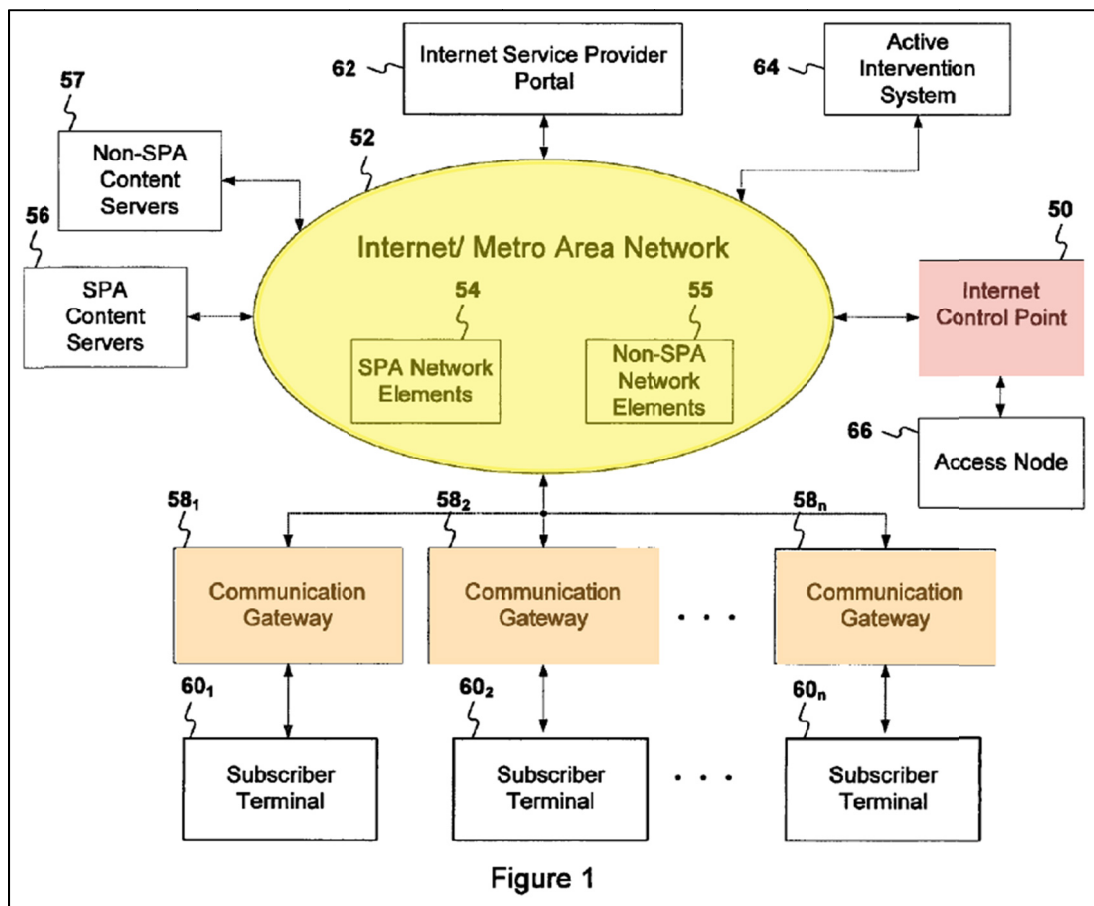 62
Internet Service Provider
Portal
64
Active
Intervention
System
57
Non-SPA
Content
Servers
52
56
SPA
Content
Servers
Internet/ Metro Area Network
54
SPA Network
Elements
55
Non-SPA
Network
Elements
50
Internet
Control Point
66
Access Node
58₁
Communication
Gateway
58₂
Communication
Gateway
. . .
58ₙ
Communication
Gateway
60₁
Subscriber
Terminal
60₂
Subscriber
Terminal
. . .
60ₙ
Subscriber
Terminal
Figure 1